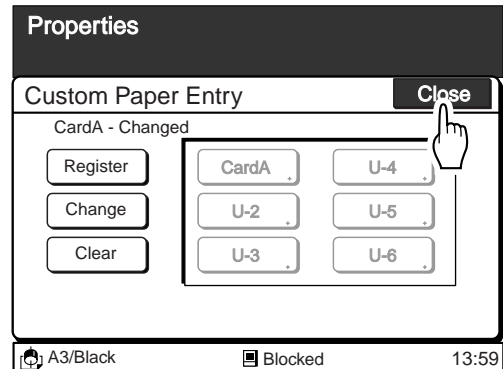 Properties
Custom Paper Entry Close
CardA - Changed
Register CardA U-4
Change U-2 U-5
Clear U-3 U-6
A3/Black Blocked 13:59